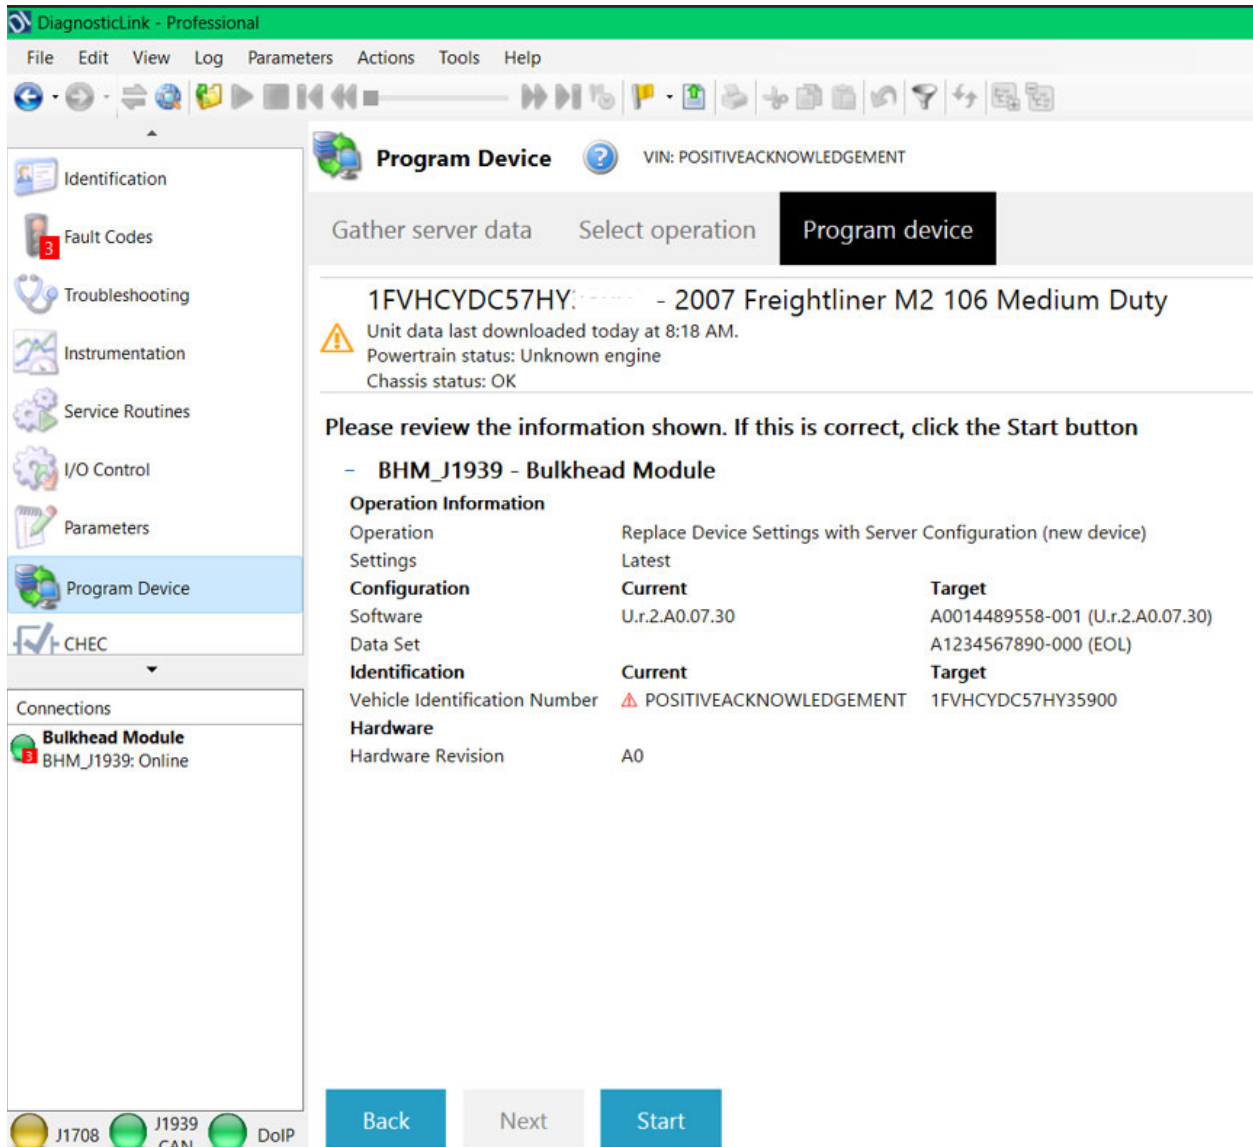 DiagnosticLink - Professional
File Edit View Log Parameters Actions Tools Help
Identification
3
Fault Codes
Troubleshooting
Instrumentation
Service Routines
I/O Control
Parameters
Program Device
CHEC
Connections
Bulkhead Module
3
BHM_J1939: Online
J1708
J1939
CAN
DoIP
Program Device
?
VIN: POSITIVEACKNOWLEDGEMENT
Gather server data Select operation Program device
1FVHCYDC57HY - 2007 Freightliner M2 106 Medium Duty
Unit data last downloaded today at 8:18 AM.
Powertrain status: Unknown engine
Chassis status: OK
Please review the information shown. If this is correct, click the Start button
− BHM_J1939 - Bulkhead Module
Operation Information
Operation Replace Device Settings with Server Configuration (new device)
Settings Latest
Configuration Current Target
Software U.r.2.A0.07.30 A0014489558-001 (U.r.2.A0.07.30)
Data Set A1234567890-000 (EOL)
Identification Current Target
Vehicle Identification Number POSITIVEACKNOWLEDGEMENT 1FVHCYDC57HY35900
Hardware
Hardware Revision A0
Back Next Start